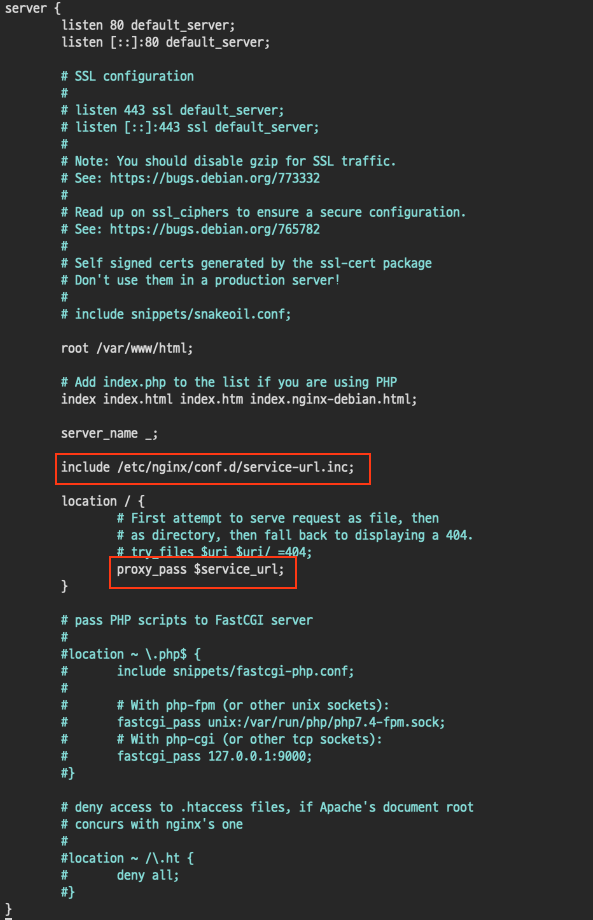 server {
        listen 80 default_server;
        listen [::]:80 default_server;

        # SSL configuration
        #
        # listen 443 ssl default_server;
        # listen [::]:443 ssl default_server;
        #
        # Note: You should disable gzip for SSL traffic.
        # See: https://bugs.debian.org/773332
        #
        # Read up on ssl_ciphers to ensure a secure configuration.
        # See: https://bugs.debian.org/765782
        #
        # Self signed certs generated by the ssl-cert package
        # Don't use them in a production server!
        #
        # include snippets/snakeoil.conf;

        root /var/www/html;

        # Add index.php to the list if you are using PHP
        index index.html index.htm index.nginx-debian.html;

        server_name _;

        include /etc/nginx/conf.d/service-url.inc;

        location / {
                # First attempt to serve request as file, then
                # as directory, then fall back to displaying a 404.
                # try_files $uri $uri/ =404;
                proxy_pass $service_url;
        }

        # pass PHP scripts to FastCGI server
        #
        #location ~ \.php$ {
        #       include snippets/fastcgi-php.conf;
        #
        #       # With php-fpm (or other unix sockets):
        #       fastcgi_pass unix:/var/run/php/php7.4-fpm.sock;
        #       # With php-cgi (or other tcp sockets):
        #       fastcgi_pass 127.0.0.1:9000;
        #}

        # deny access to .htaccess files, if Apache's document root
        # concurs with nginx's one
        #
        #location ~ /\.ht {
        #       deny all;
        #}
}